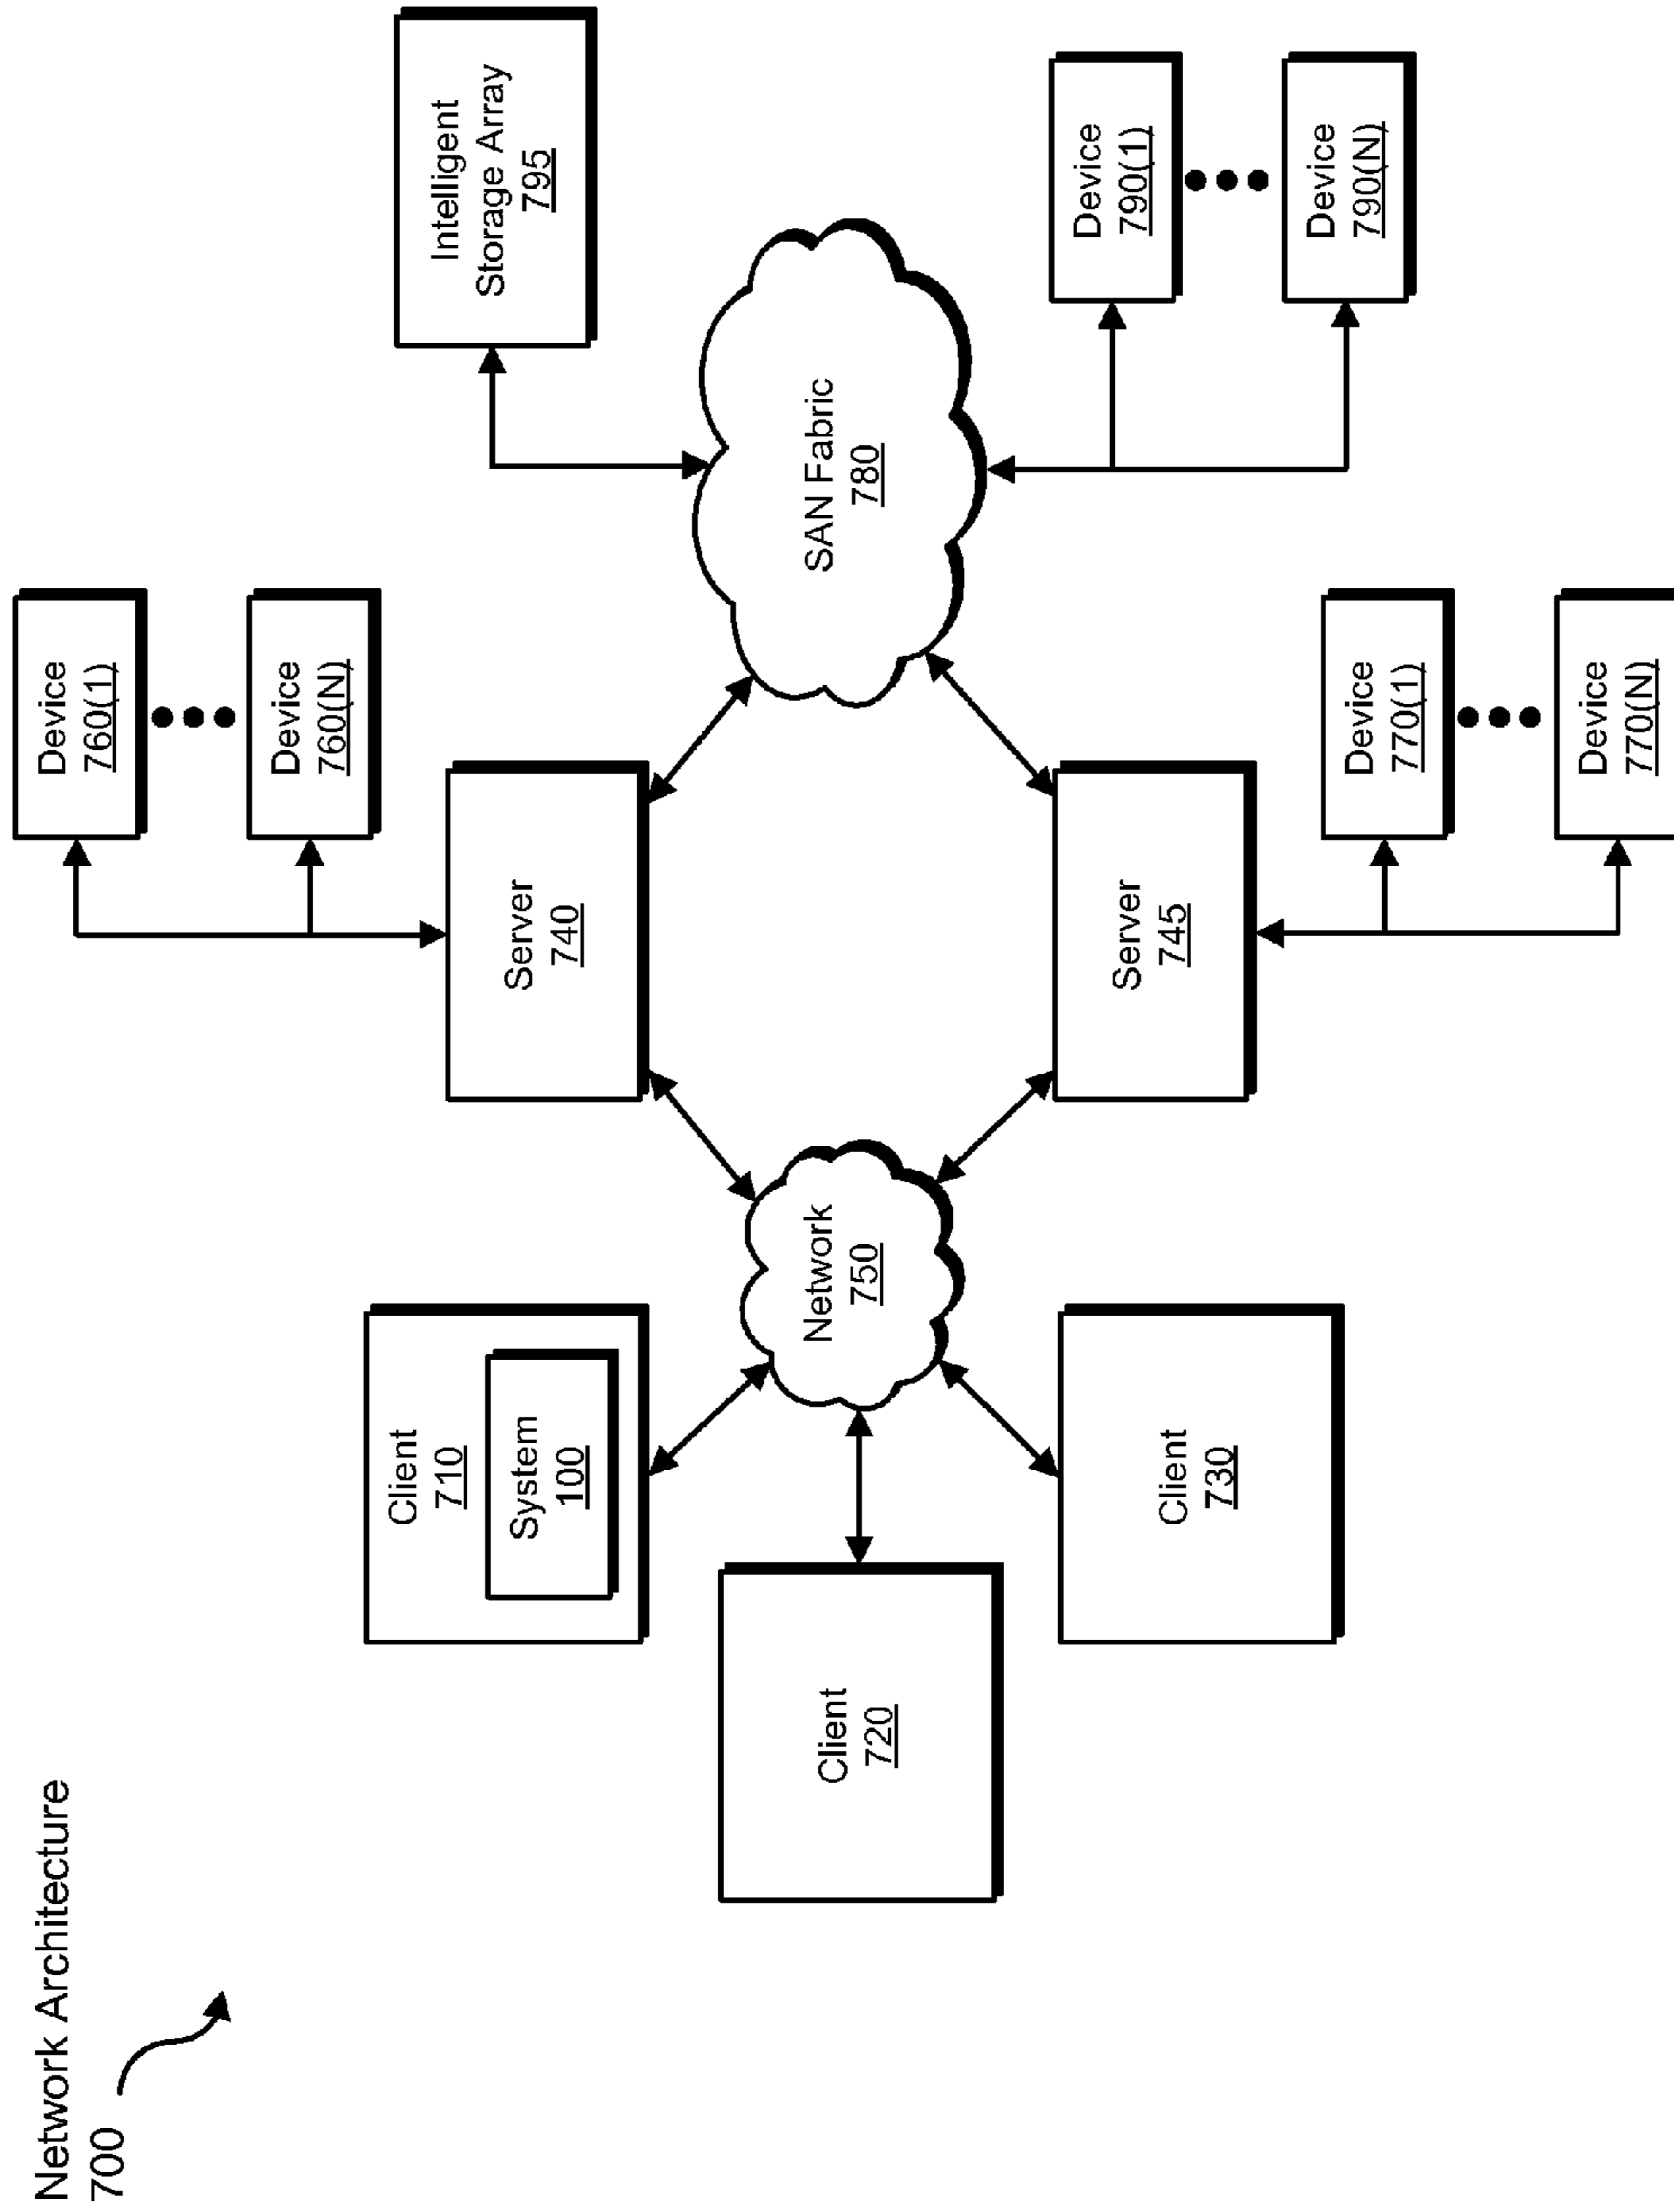 Network Architecture
700
Client
710
System
100
Client
720
Client
730
Network
750
Server
740
Server
745
Device
760(1)
Device
760(N)
Device
770(1)
Device
770(N)
SAN Fabric
780
Intelligent
Storage Array
795
Device
790(1)
Device
790(N)